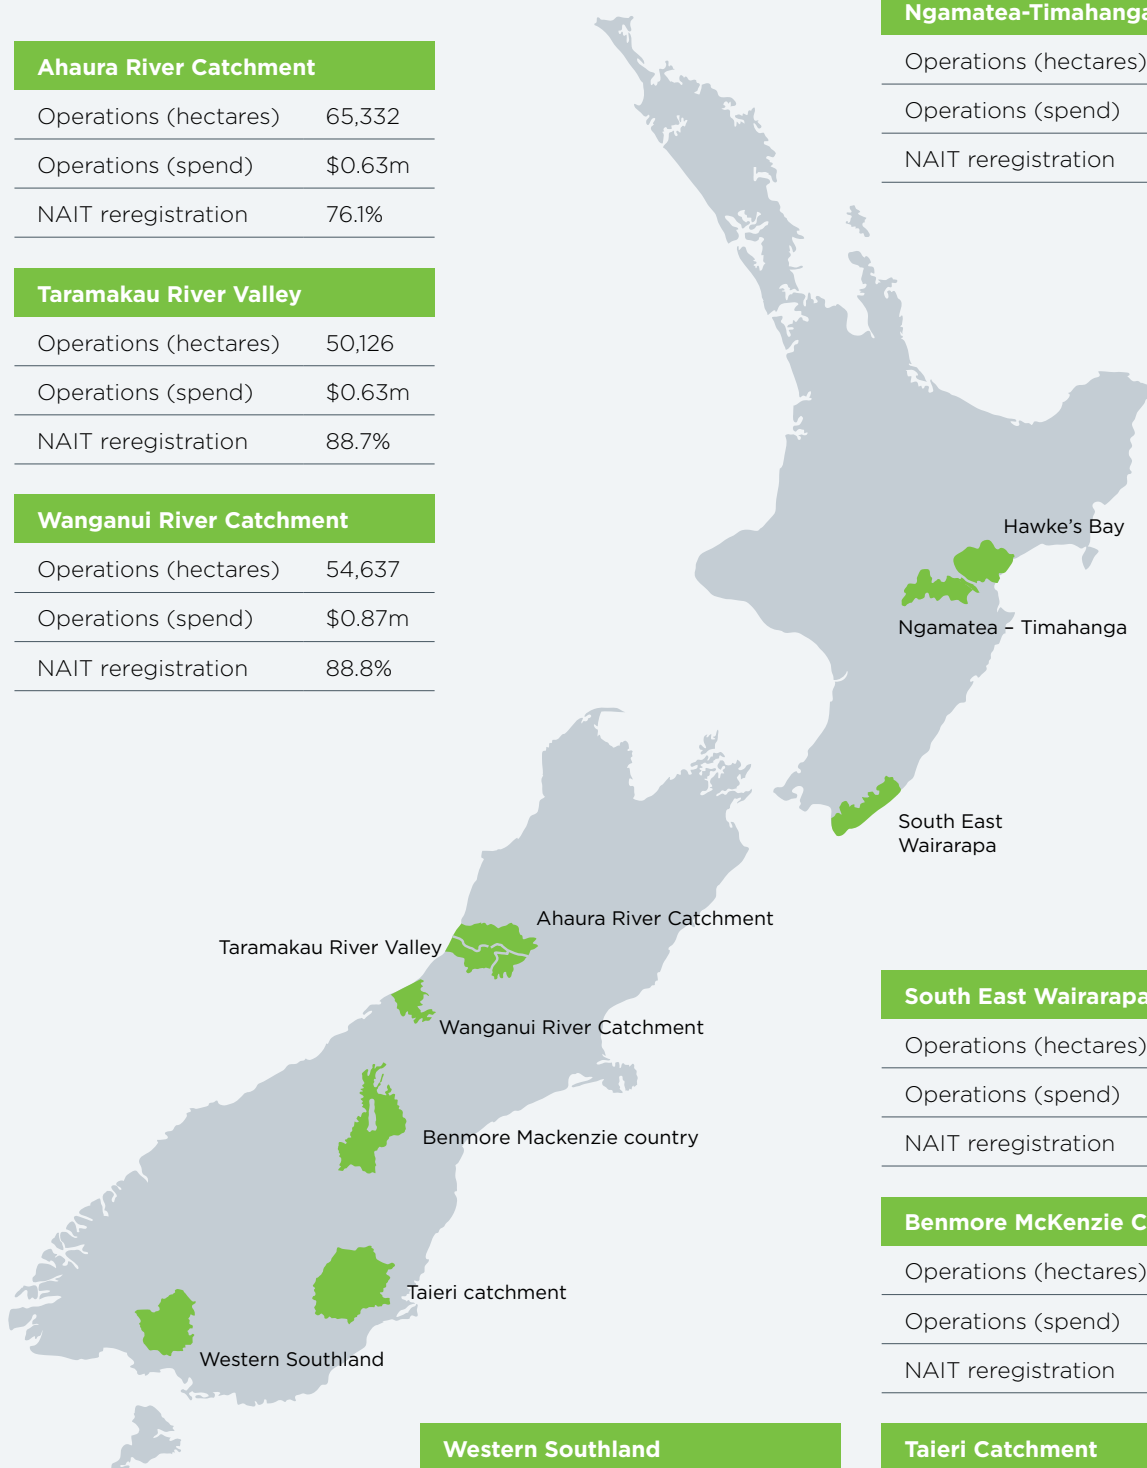 Ahaura River Catchment
Operations (hectares) 65,332
Operations (spend) $0.63m
NAIT reregistration 76.1%
Taramakau River Valley
Operations (hectares) 50,126
Operations (spend) $0.63m
NAIT reregistration 88.7%
Wanganui River Catchment
Operations (hectares) 54,637
Operations (spend) $0.87m
NAIT reregistration 88.8%
Ngamatea-Timahanga
Operations (hectares)
Operations (spend)
NAIT reregistration
Hawke's Bay
Ngamatea – Timahanga
South East
Wairarapa
Ahaura River Catchment
Taramakau River Valley
Wanganui River Catchment
Benmore Mackenzie country
Taieri catchment
Western Southland
South East Wairarapa
Operations (hectares)
Operations (spend)
NAIT reregistration
Benmore McKenzie
Operations (hectares)
Operations (spend)
NAIT reregistration
Western Southland
Taieri Catchment